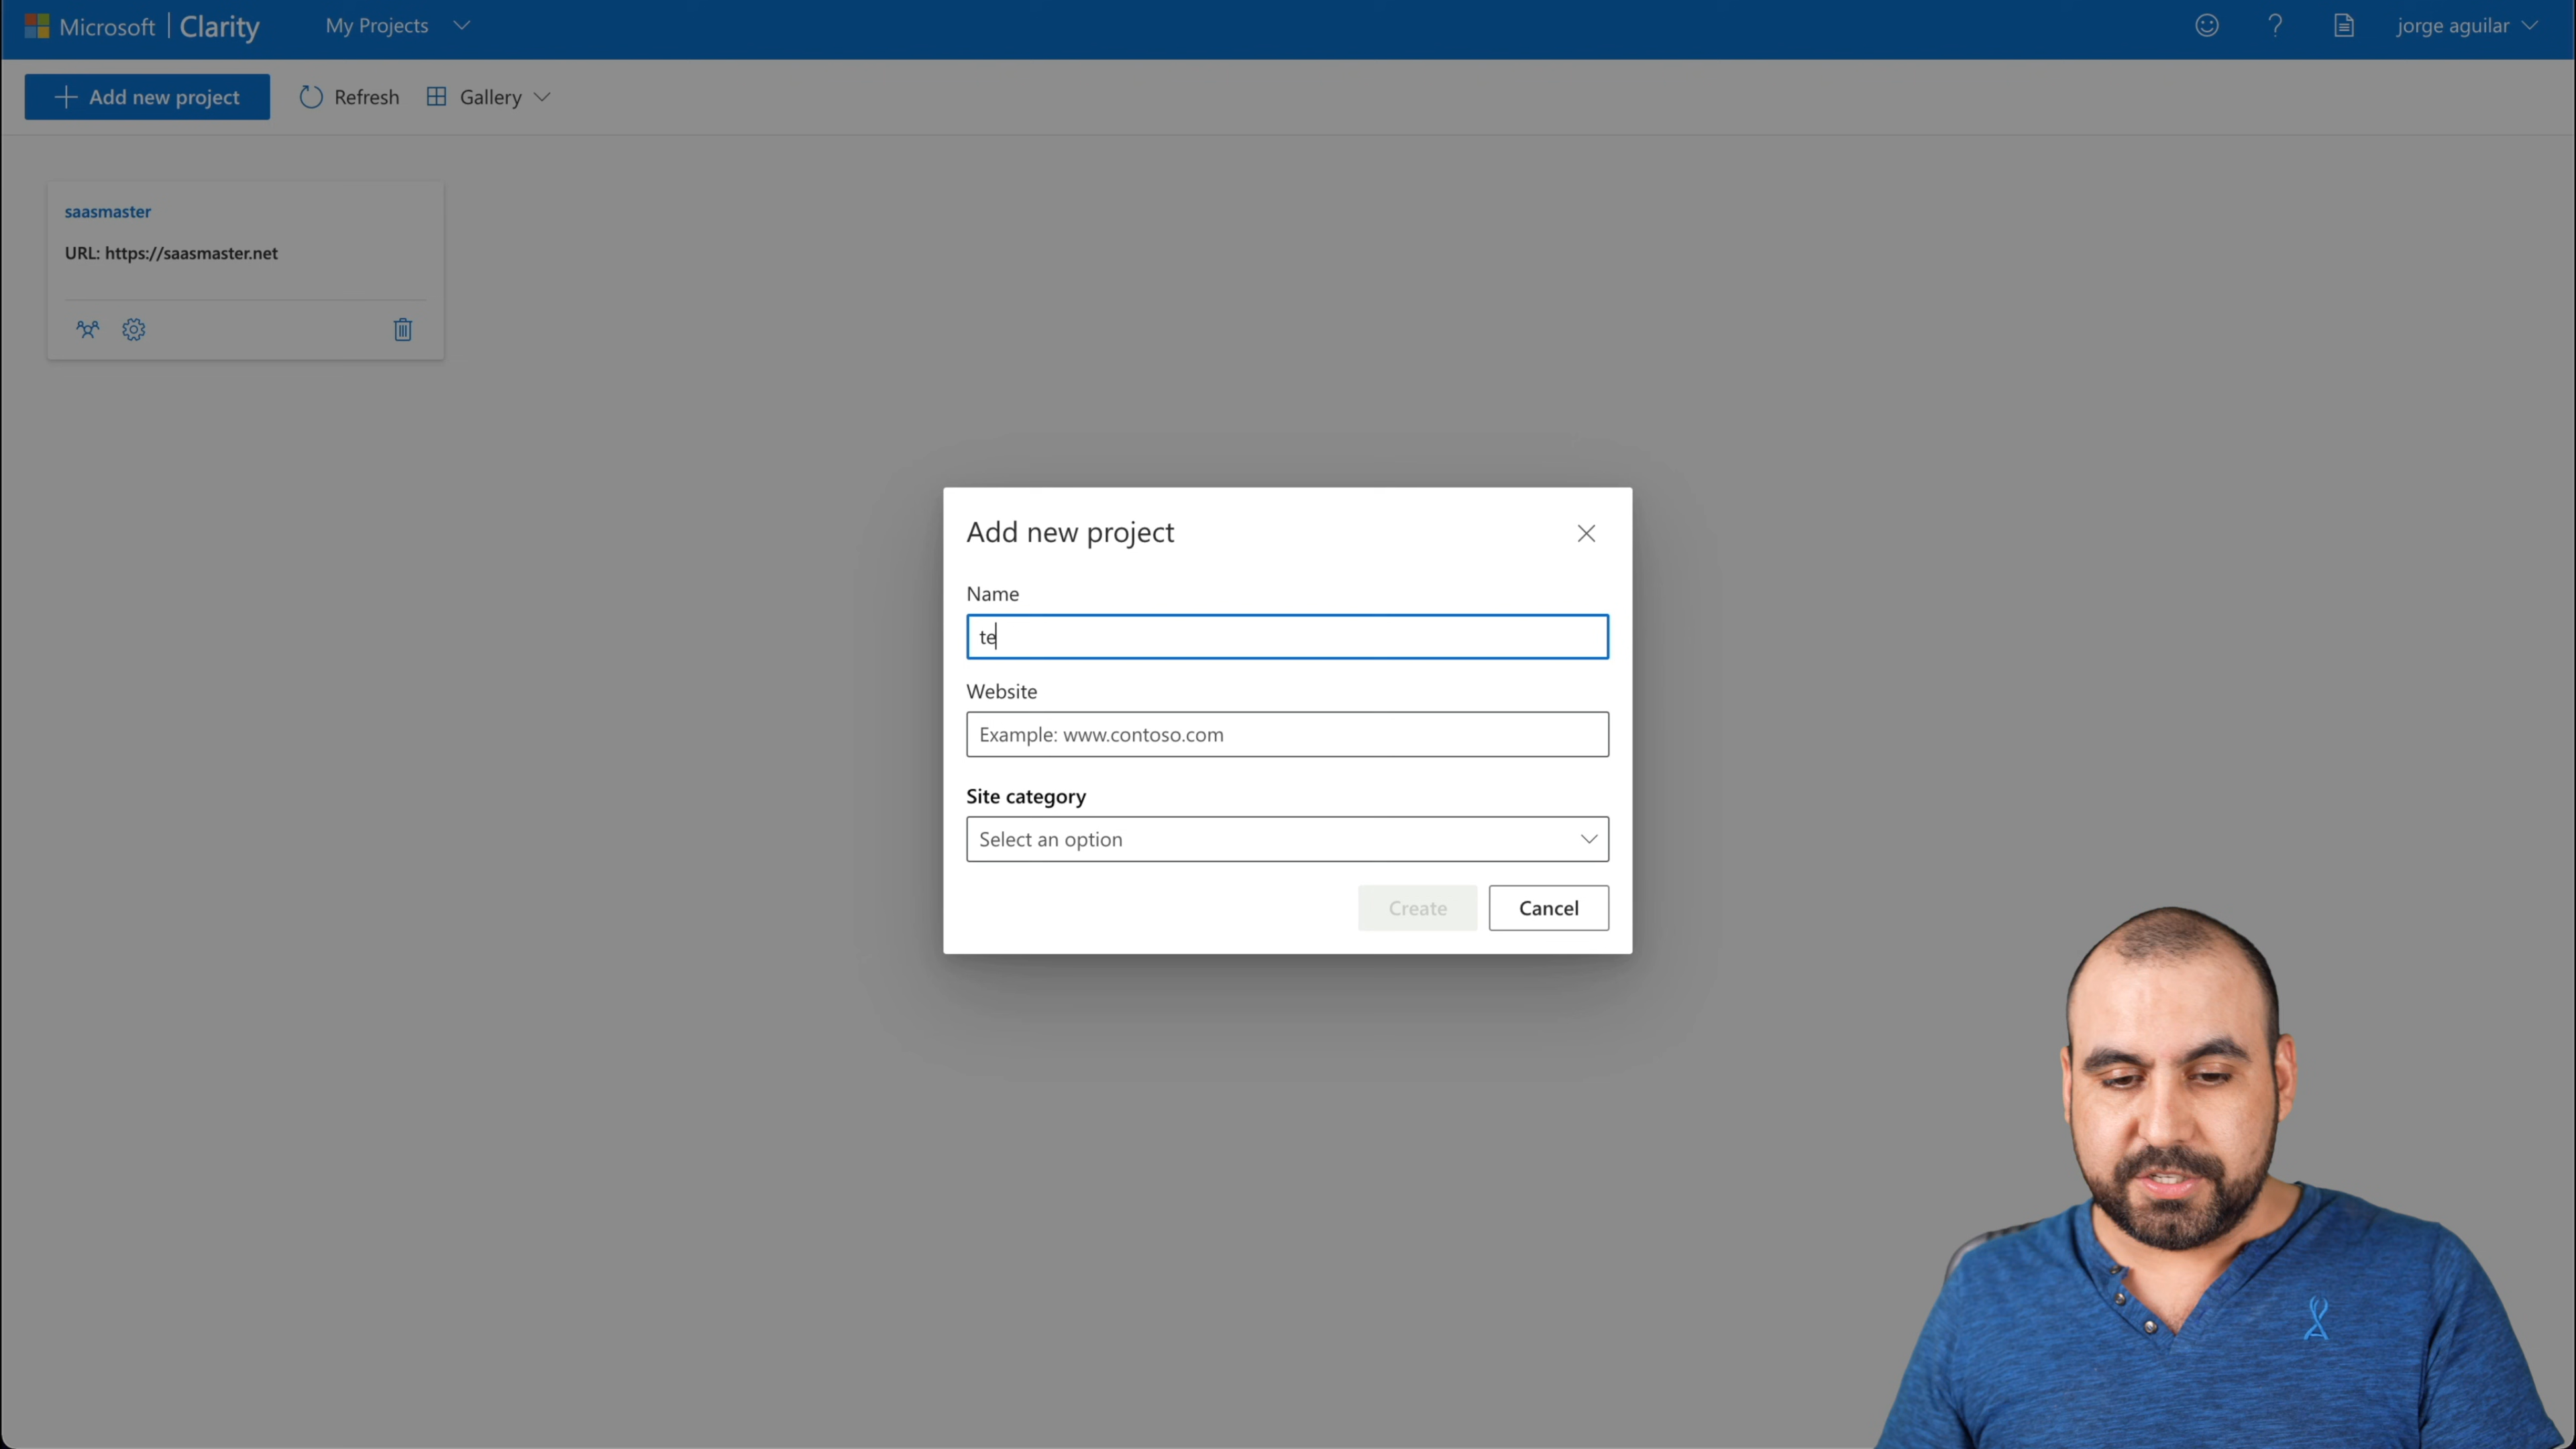 Microsoft | Clarity My Projects jorge aguilar
Add new project Refresh Gallery
saasmaster
URL: https://saasmaster.net
Add new project
Name
te
Website
Example: www.contoso.com
Site category
Select an option
Create Cancel